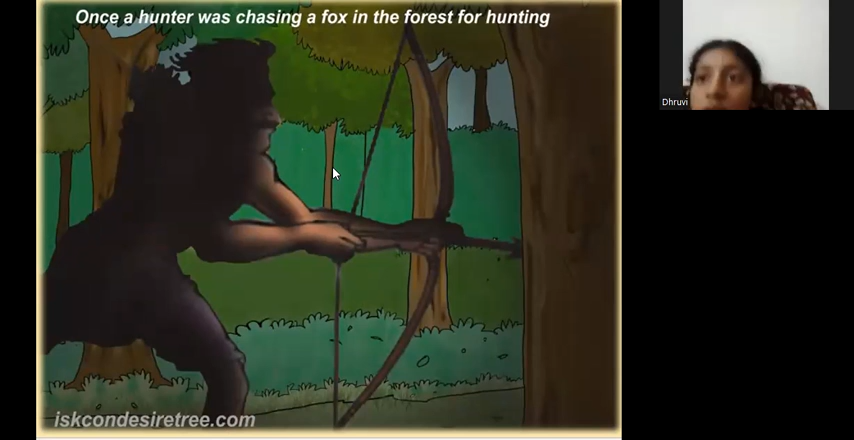 Once a hunter was chasing a fox in the forest for hunting
Dhruvi
iskcondesiretree.com